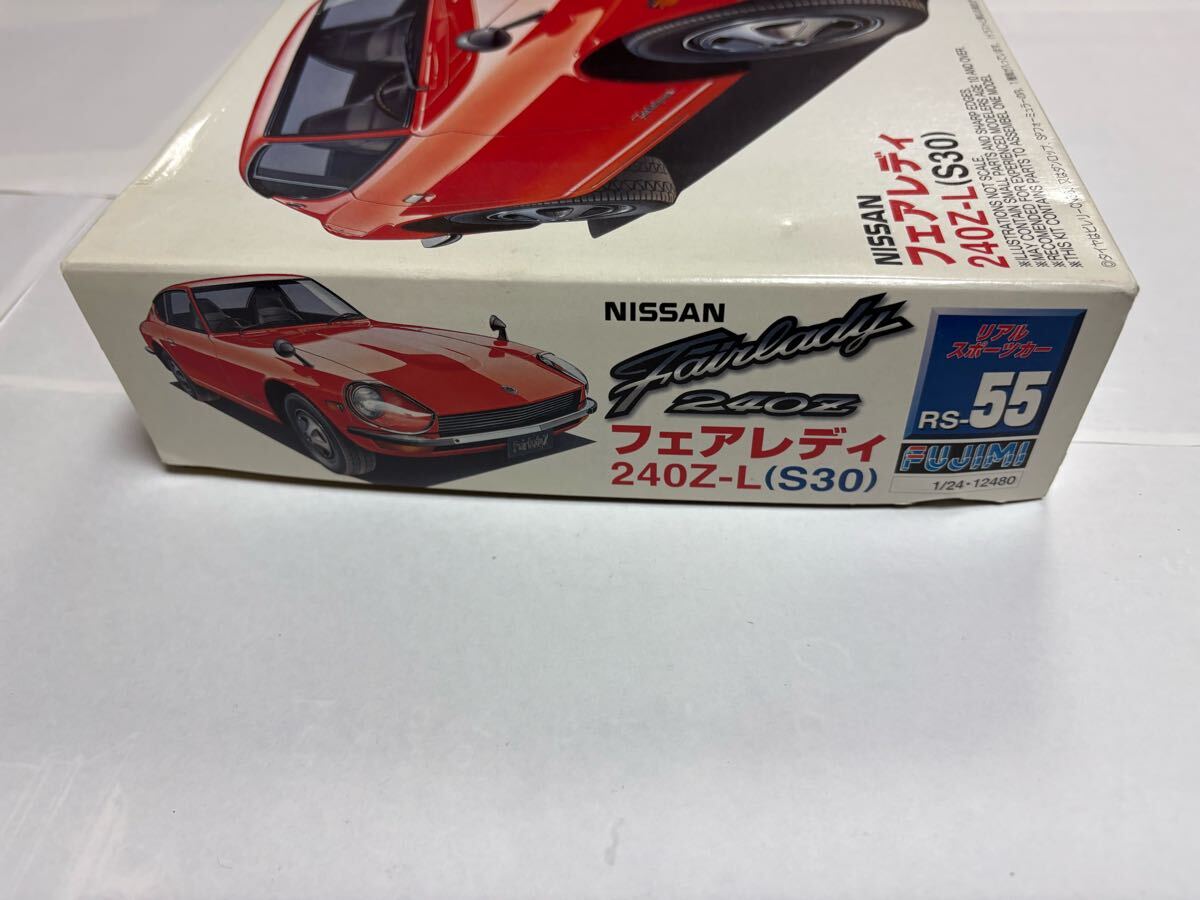 NISSAN
フェアレディ
240Z-L(S30)
※ILLUSTRATIONS NOT SCALE.
※MAY CONTAIN SMALL PARTS AND SHARP EDGES.
※RECOMENDED FOR EXPERIENCED MODELERS AGE 10 AND OVER.
※THIS KIT CONTAINS PARTS TO ASSEMBEL ONE MODEL
NISSAN
Fairlady
240Z
フェアレディ
240Z-L(S30)
Fairlady Z
リアル
スポーツカー
RS-55
FUJIMI
1/24・12480